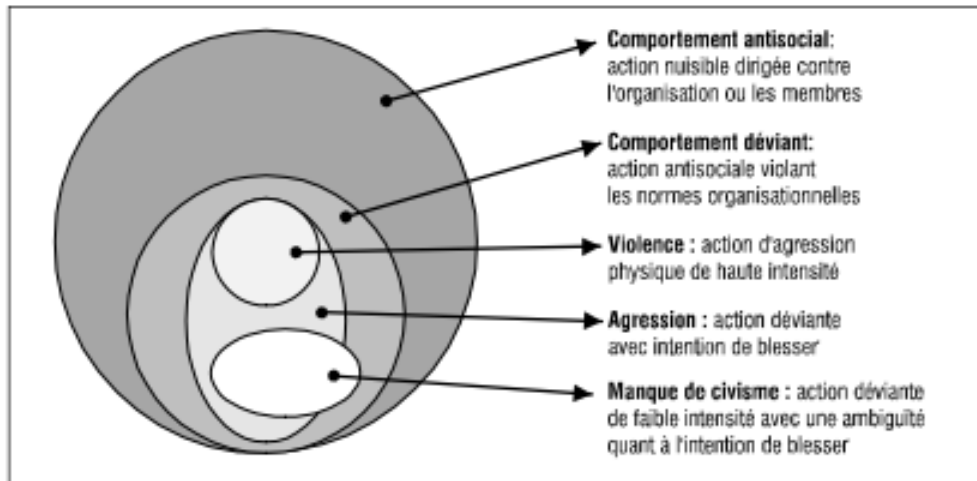 Comportement antisocial:
action nuisible dirigée contre
l'organisation ou les membres
Comportement déviant:
action antisociale violant
les normes organisationnelles
Violence : action d'agression
physique de haute intensité
Agression : action déviante
avec intention de blesser
Manque de civisme : action déviante
de faible intensité avec une ambiguïté
quant à l'intention de blesser